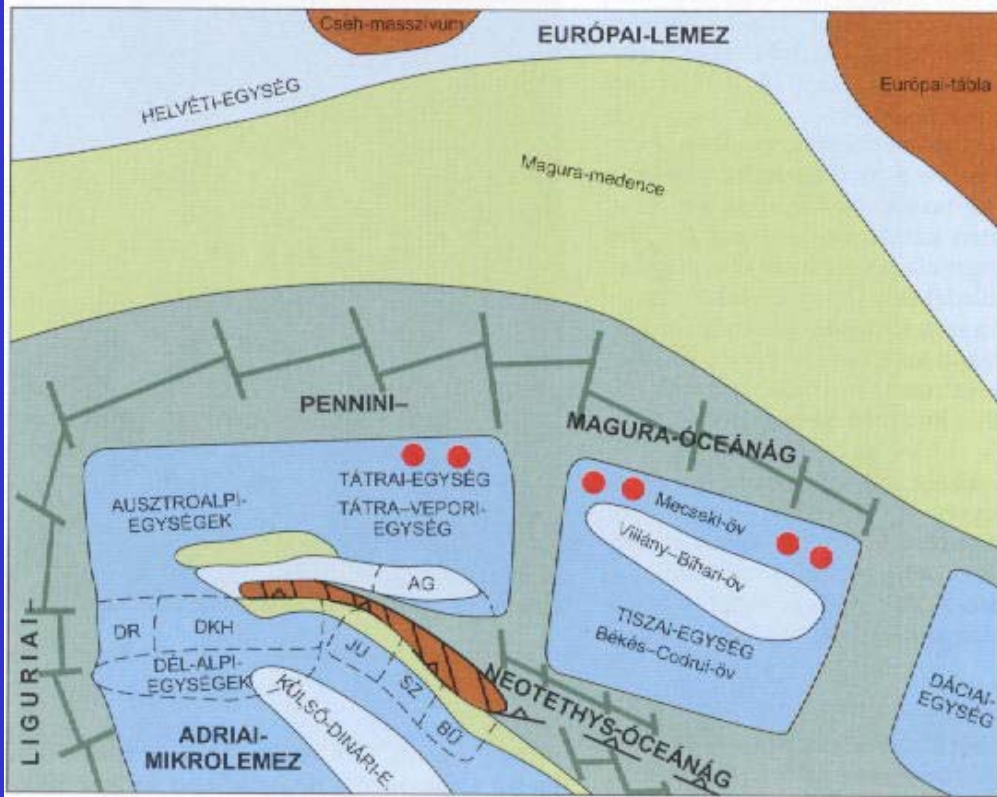 Cseh-masszívum
EURÓPAI-LEMEZ
Európai-tábla
HELVÉTI-EGYSÉG
Magura-medence
PENNINI–
MAGURA-ÓCEÁNÁG
TÁTRAI-EGYSÉG
TÁTRA–VEPORI-
EGYSÉG
AUSZTROALPI-
EGYSÉGEK
Mecseki-öv
Villány–Bihari-öv
AG
TISZAI-EGYSÉG
Békés–Codrui-öv
DR
DKH
JU
SZ
BÜ
DÉL-ALPI-
EGYSÉGEK
KÜLSŐ-DINÁRI-E.
NEOTETHYS-ÓCEÁNÁG
DÁCIAI-
EGYSÉG
LIGURIAI–
ADRIAI-
MIKROLEMEZ